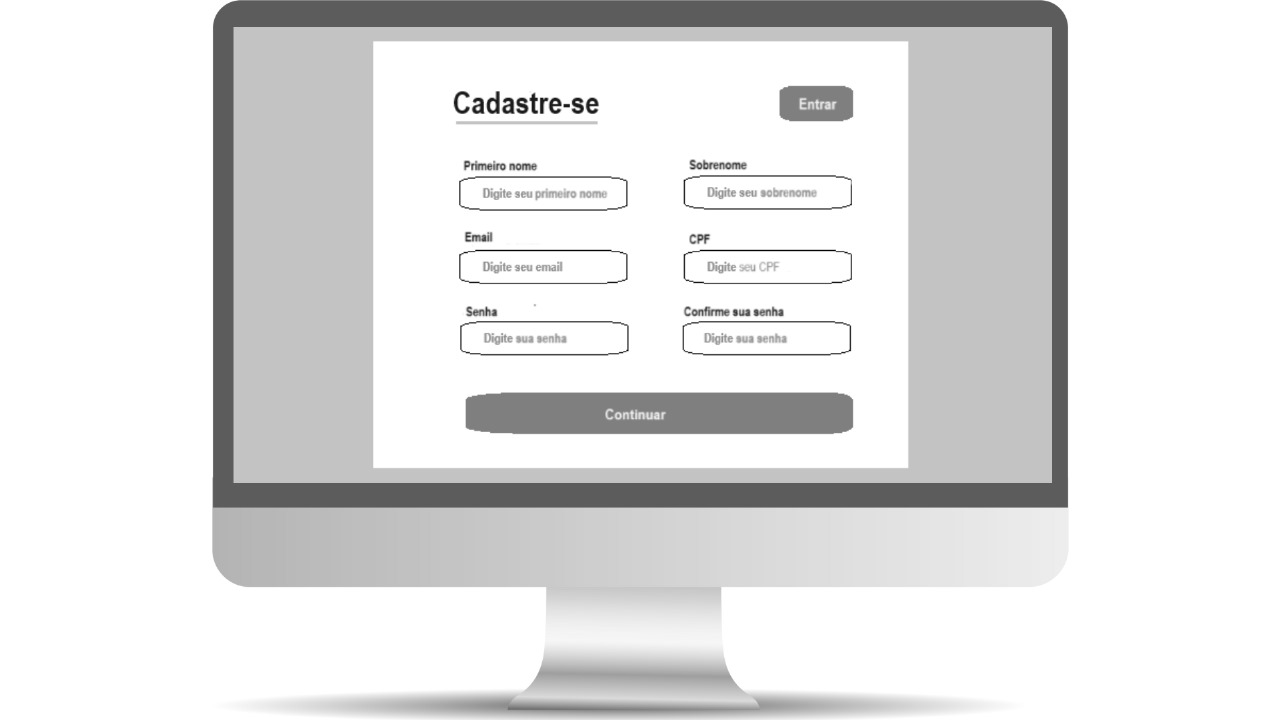 Cadastre-se
Entrar
Primeiro nome
Sobrenome
Digite seu primeiro nome
Digite seu sobrenome
Email
CPF
Digite seu email
Digite seu CPF
Senha
Confirme sua senha
Digite sua senha
Digite sua senha
Continuar